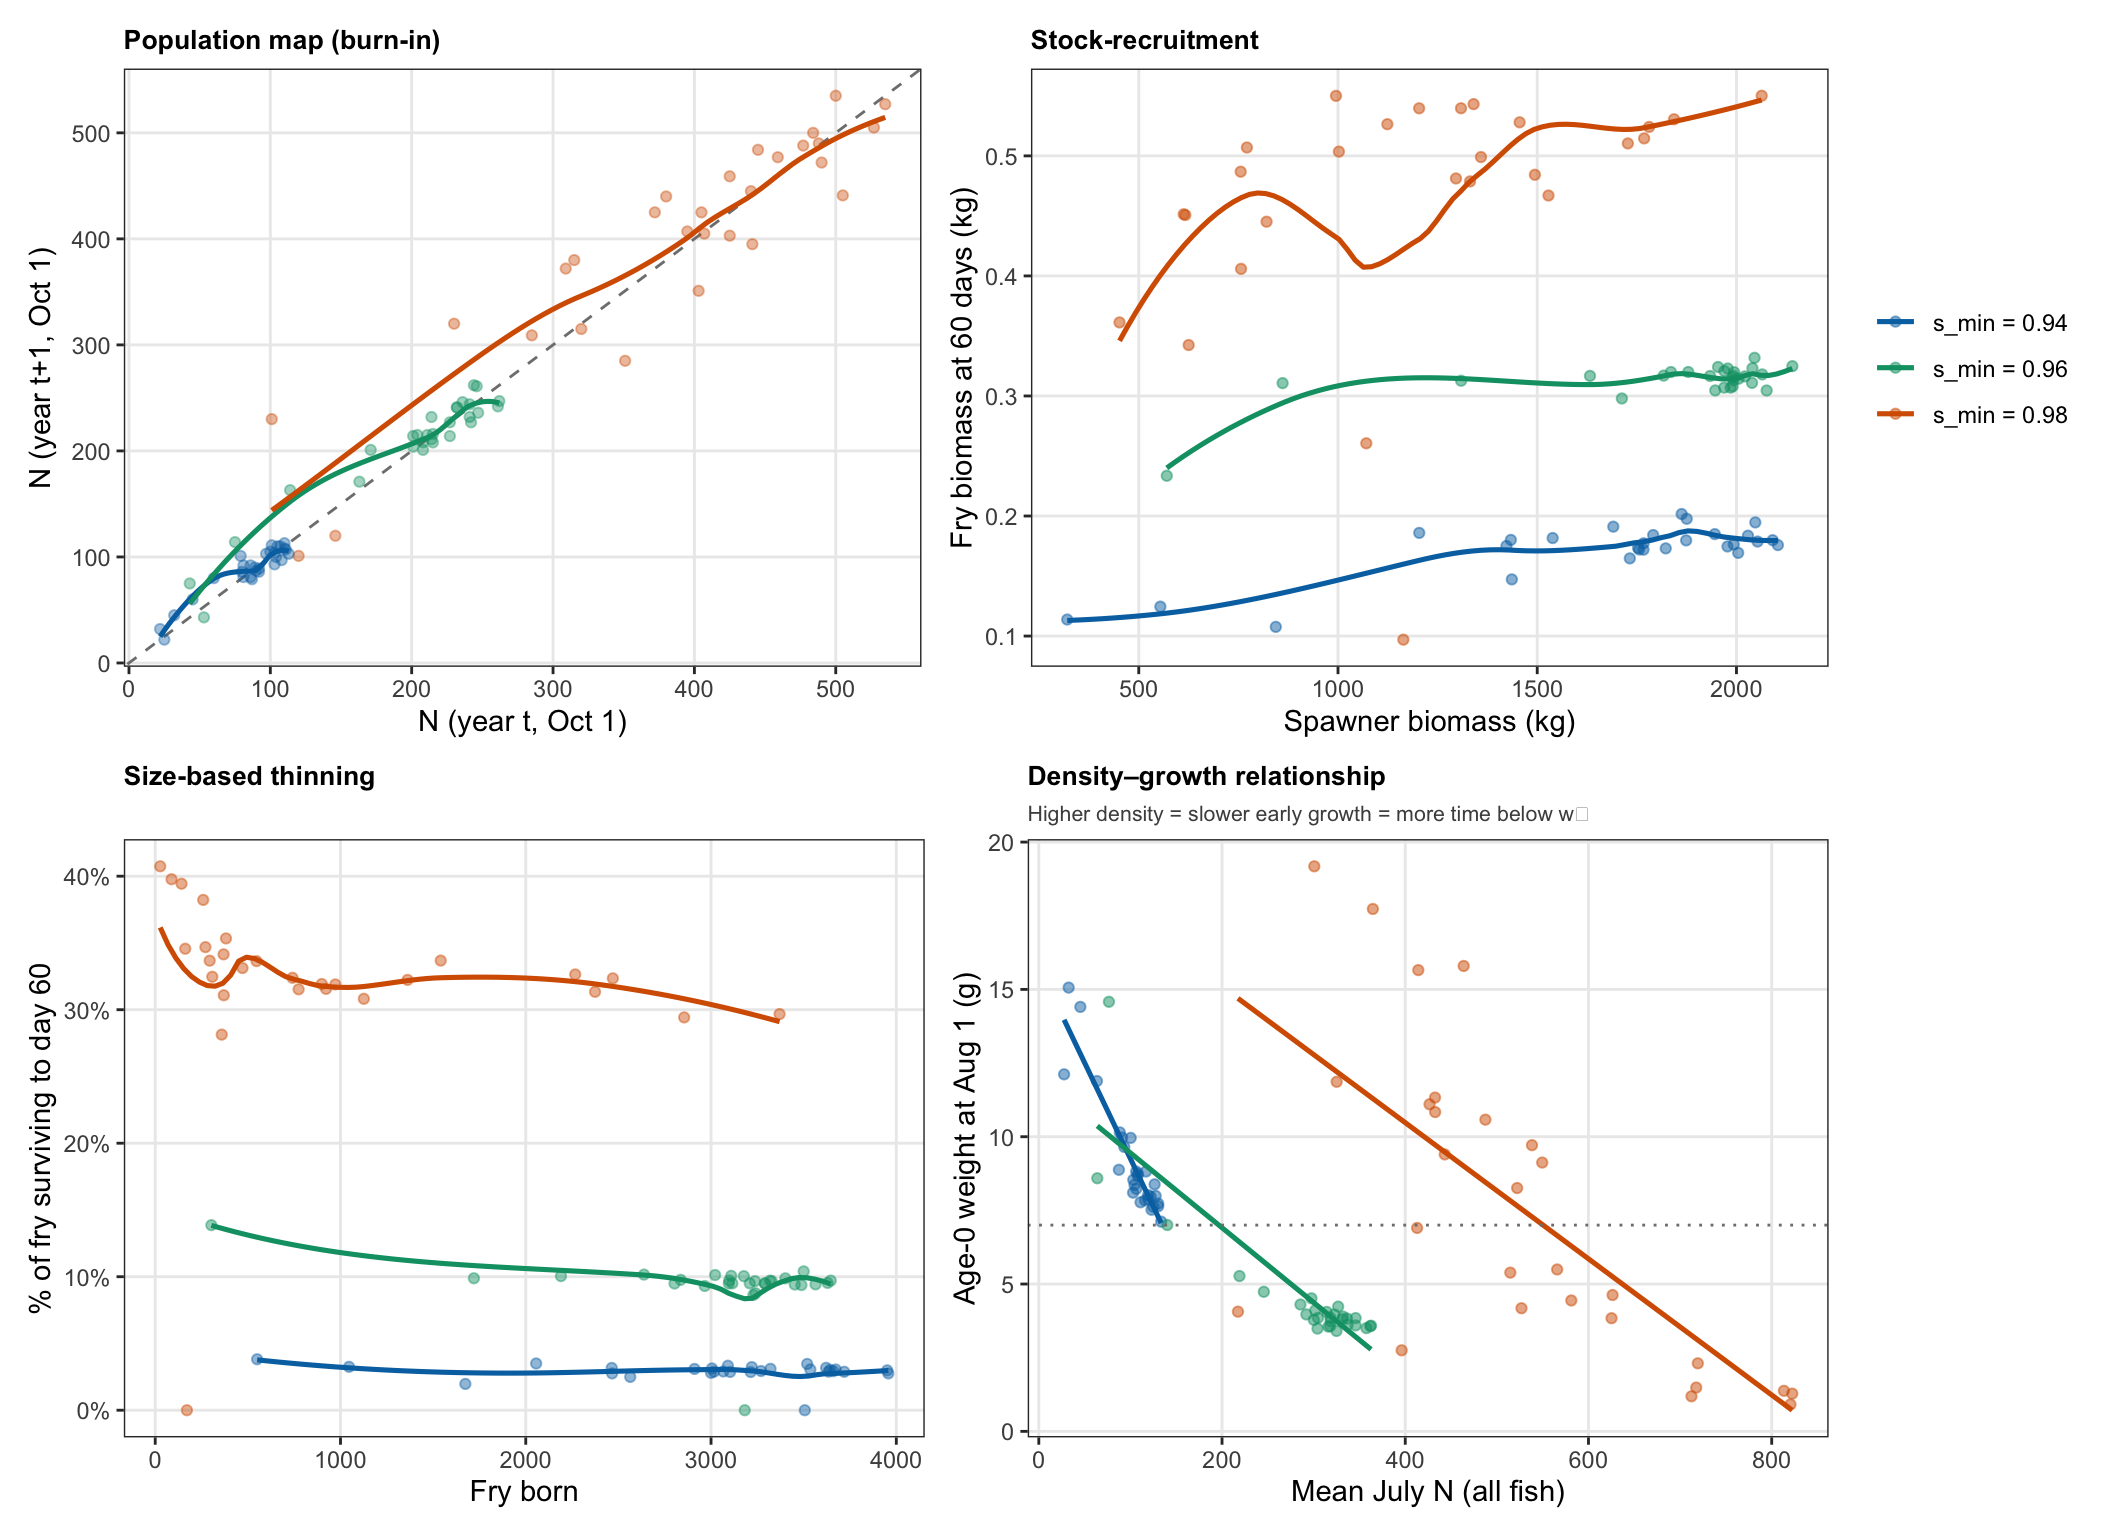 Population map (burn-in)
N (year t+1, Oct 1)
500
400
300
200
100
0
0 100 200 300 400 500
N (year t, Oct 1)
Stock-recruitment
Fry biomass at 60 days (kg)
0.5
0.4
0.3
0.2
0.1
500 1000 1500 2000
Spawner biomass (kg)
s_min = 0.94
s_min = 0.96
s_min = 0.98
Size-based thinning
% of fry surviving to day 60
40%
30%
20%
10%
0%
0 1000 2000 3000 4000
Fry born
Density–growth relationship
Higher density = slower early growth = more time below w□
Age-0 weight at Aug 1 (g)
20
15
10
5
0
0 200 400 600 800
Mean July N (all fish)